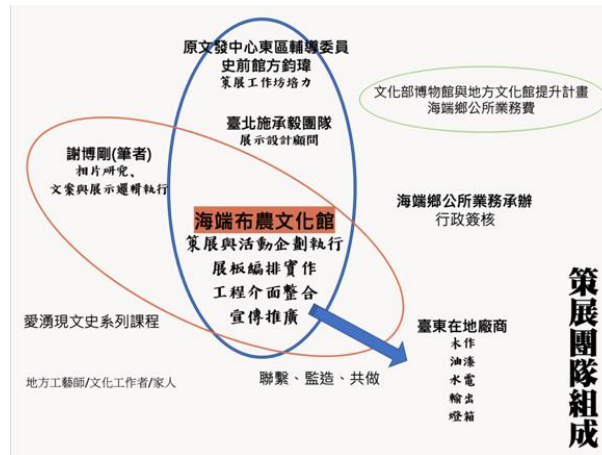 原文發中心東區輔導委員
史前館方鈞瑋
策展工作坊培力
文化部博物館與地方文化館提升計畫
海端鄉公所業務費
臺北施承毅團隊
展示設計顧問
謝博剛(筆者)
相片研究、
文案與展示邏輯執行
海端鄉公所業務承辦
行政簽核
海端布農文化館
策展與活動企劃執行
展板編排實作
工程介面整合
宣傳推廣
愛湧現文史系列課程
臺東在地廠商
木作
油漆
水電
輸出
燈箱
地方工藝師/文化工作者/家人
聯繫、監造、共做
策展團隊組成